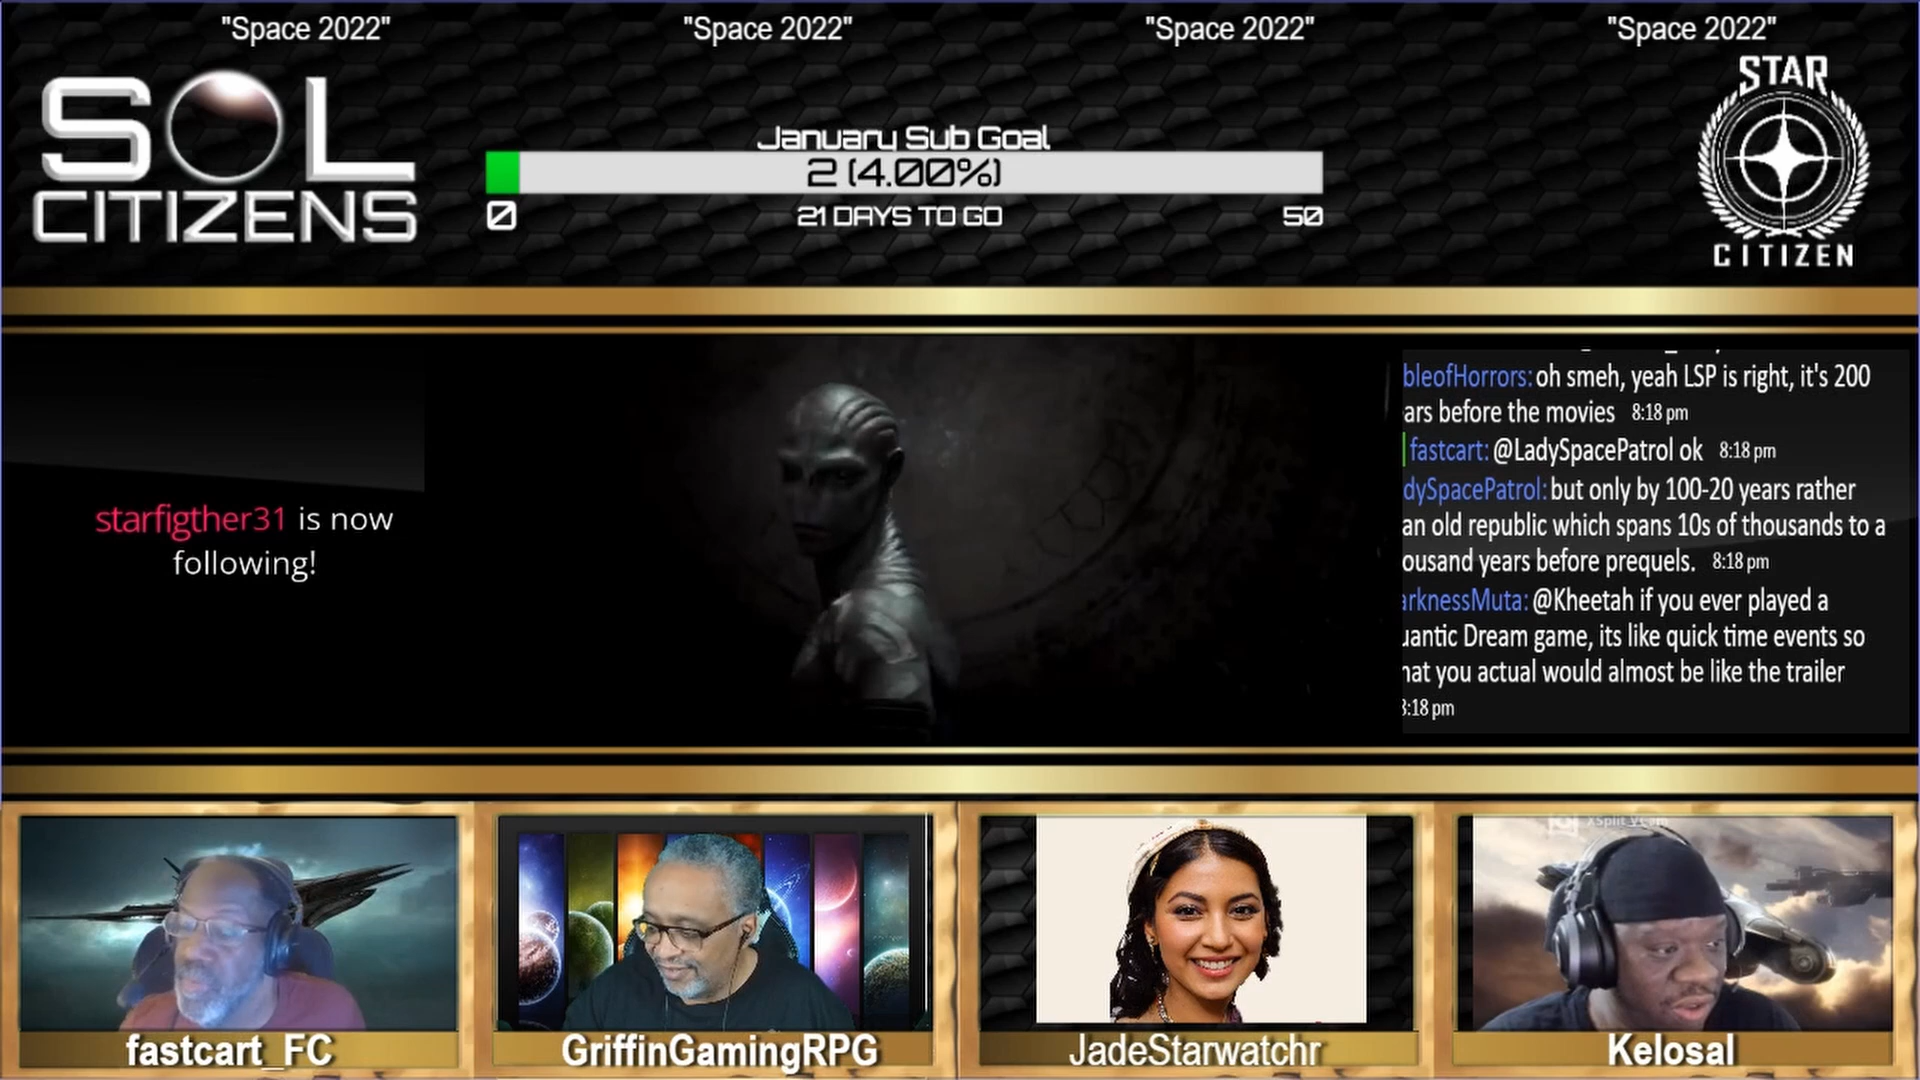 "Space 2022" "Space 2022" "Space 2022" "Space 2022"
SOL
CITIZENS
January Sub Goal
2 (4.00%)
0 21 DAYS TO GO 50
STAR
CITIZEN
starfigther31 is now
following!
bleofHorrors: oh smeh, yeah LSP is right, it's 200
ars before the movies 8:18 pm
fastcart: @LadySpacePatrol ok 8:18 pm
dySpacePatrol: but only by 100-20 years rather
an old republic which spans 10s of thousands to a
ousand years before prequels. 8:18 pm
arknessMuta: @Kheetah if you ever played a
uantic Dream game, its like quick time events so
hat you actual would almost be like the trailer
8:18 pm
XSplit VCam
fastcart_FC
GriffinGamingRPG
JadeStarwatchr
Kelosal